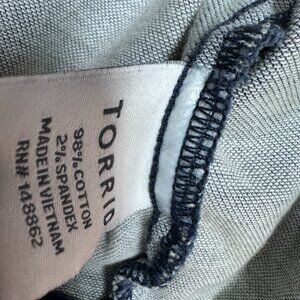 TORRID
98% COTTON
2% SPANDEX
MADE IN VIETNAM
RN# 148862